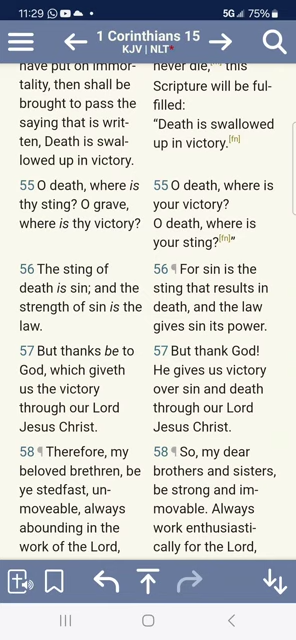 11:29
5G 75%
1 Corinthians 15
KJV | NLT*
have put on immor-
tality, then shall be
brought to pass the
saying that is writ-
ten, Death is swal-
lowed up in victory.
55 O death, where is
thy sting? O grave,
where is thy victory?
56 The sting of
death is sin; and the
strength of sin is the
law.
57 But thanks be to
God, which giveth
us the victory
through our Lord
Jesus Christ.
58 ¶ Therefore, my
beloved brethren, be
ye stedfast, un-
moveable, always
abounding in the
work of the Lord,
never die, this
Scripture will be ful-
filled:
“Death is swallowed
up in victory.[fn]
55 O death, where is
your victory?
O death, where is
your sting?[fn]”
56 ¶ For sin is the
sting that results in
death, and the law
gives sin its power.
57 But thank God!
He gives us victory
over sin and death
through our Lord
Jesus Christ.
58 ¶ So, my dear
brothers and sisters,
be strong and im-
movable. Always
work enthusiasti-
cally for the Lord,